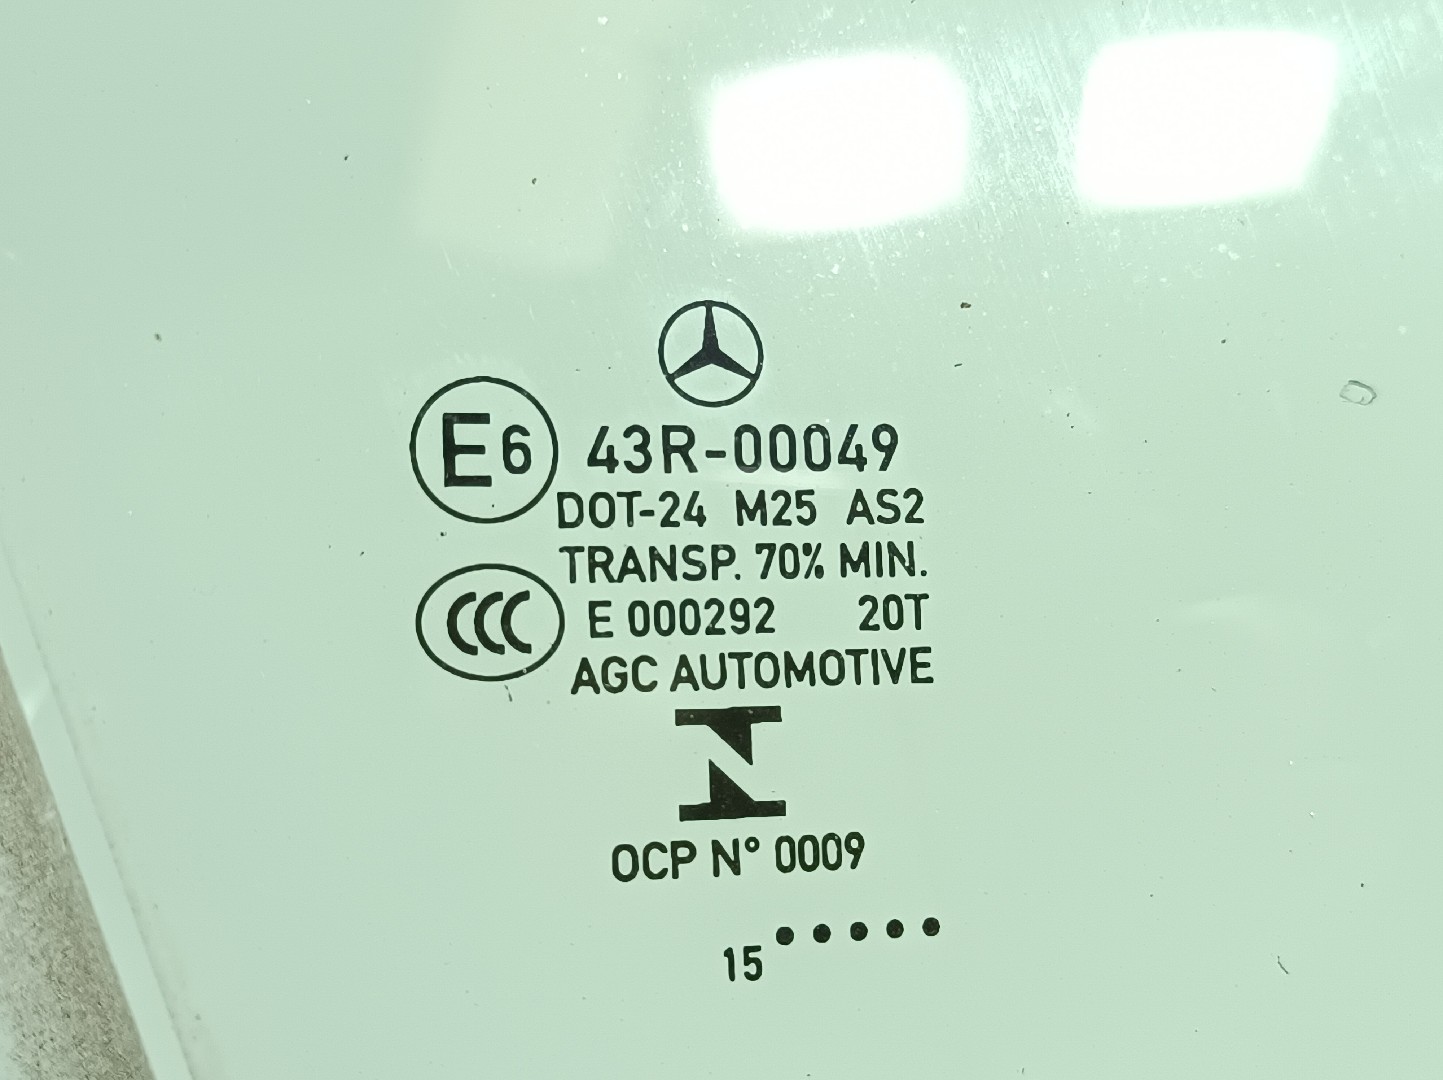 E6 43R-00049
DOT-24 M25 AS2
TRANSP. 70% MIN.
CCC E 000292 20T
AGC AUTOMOTIVE
OCP N° 0009
15 •••••